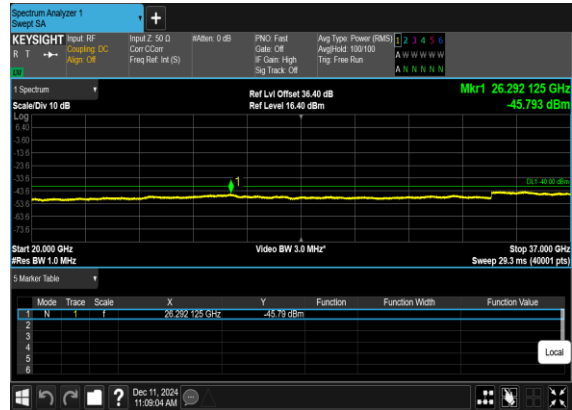 Spectrum Analyzer 1
Swept SA
+
KEYSIGHT Input: RF Input Z: 50 Ω #Atten: 0 dB PNO: Fast Avg Type: Power (RMS) 1 2 3 4 5 6
R T Coupling: DC Corr CCorr Gate: Off Avg|Hold: 100/100 A W W W W W
Align: Off Freq Ref: Int (S) IF Gain: High Trig: Free Run
Sig Track: Off A N N N N N
1 Spectrum Ref Lvl Offset 36.40 dB Mkr1 26.292 125 GHz
Scale/Div 10 dB Ref Level 16.40 dBm -45.793 dBm
Log
6.40
-3.60
-13.6
-23.6
-33.6 1 DL1 -40.00 dBm
-43.6
-53.6
-63.6
-73.6
Start 20.000 GHz Video BW 3.0 MHz* Stop 37.000 GHz
#Res BW 1.0 MHz Sweep 29.3 ms (40001 pts)
5 Marker Table
Mode Trace Scale X Y Function Function Width Function Value
1 N 1 f 26.292 125 GHz -45.79 dBm
2
3
4
5
6
Local
? Dec 11, 2024
11:09:04 AM